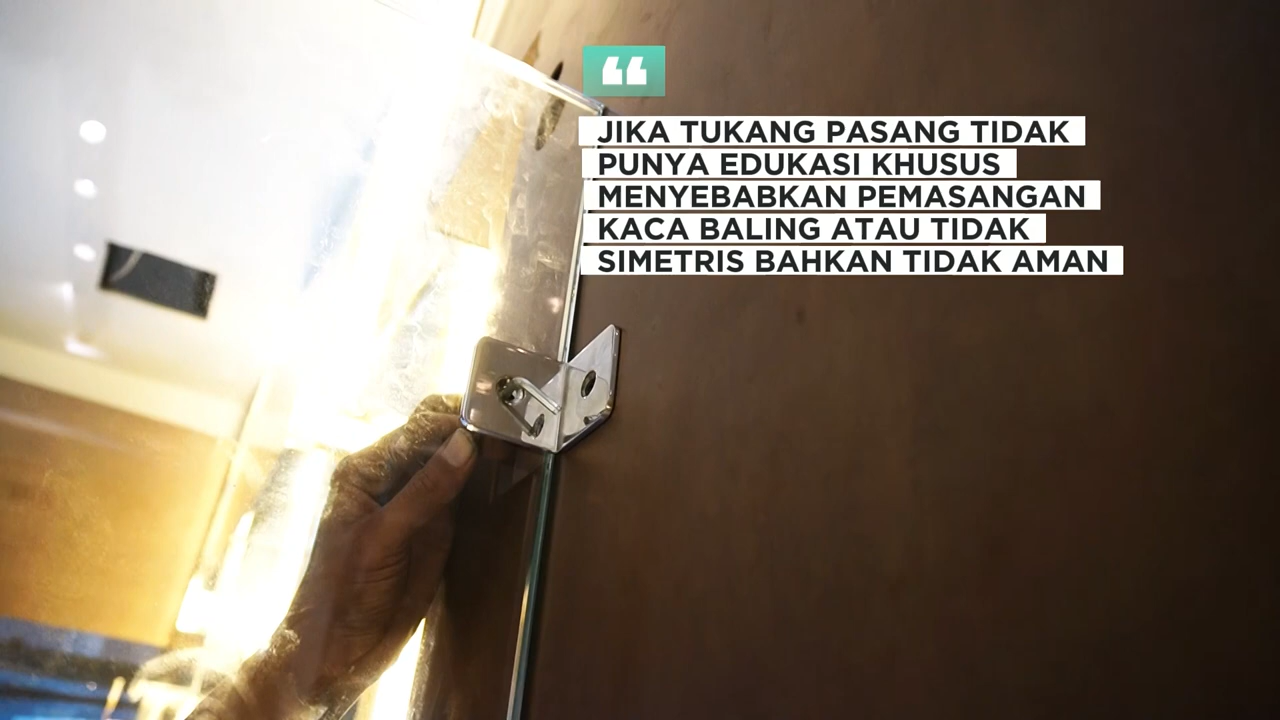 JIKA TUKANG PASANG TIDAK
PUNYA EDUKASI KHUSUS
MENYEBABKAN PEMASANGAN
KACA BALING ATAU TIDAK
SIMETRIS BAHKAN TIDAK AMAN